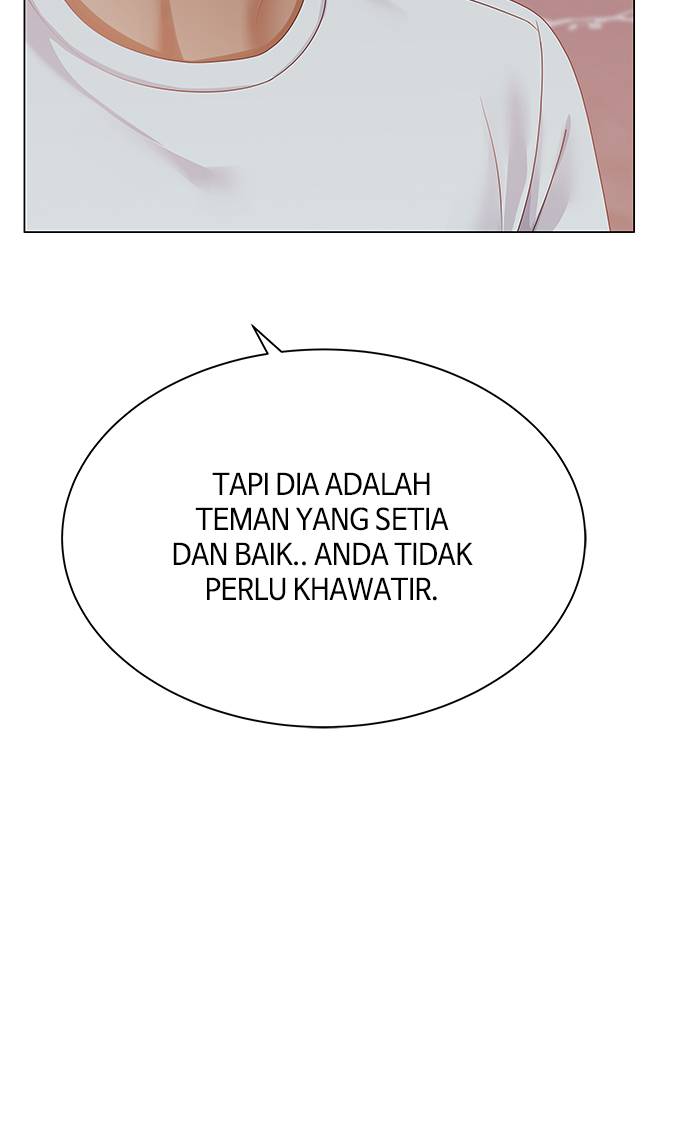 TAPI DIA ADALAH
TEMAN YANG SETIA
DAN BAIK.. ANDA TIDAK
PERLU KHAWATIR.